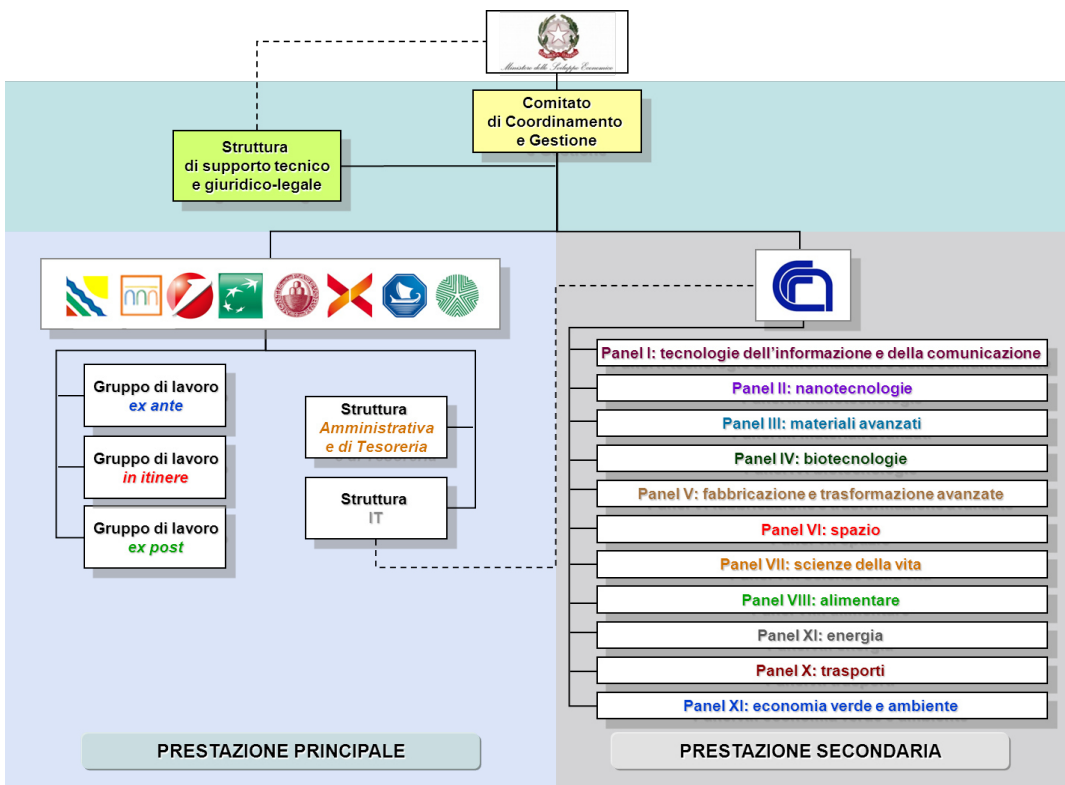 Ministero dello Sviluppo Economico
Comitato
di Coordinamento
e Gestione
Struttura
di supporto tecnico
e giuridico-legale
Gruppo di lavoro
ex ante
Gruppo di lavoro
in itinere
Gruppo di lavoro
ex post
Struttura
Amministrativa
e di Tesoreria
Struttura
IT
Panel I: tecnologie dell’informazione e della comunicazione
Panel II: nanotecnologie
Panel III: materiali avanzati
Panel IV: biotecnologie
Panel V: fabbricazione e trasformazione avanzate
Panel VI: spazio
Panel VII: scienze della vita
Panel VIII: alimentare
Panel XI: energia
Panel X: trasporti
Panel XI: economia verde e ambiente
PRESTAZIONE PRINCIPALE
PRESTAZIONE SECONDARIA